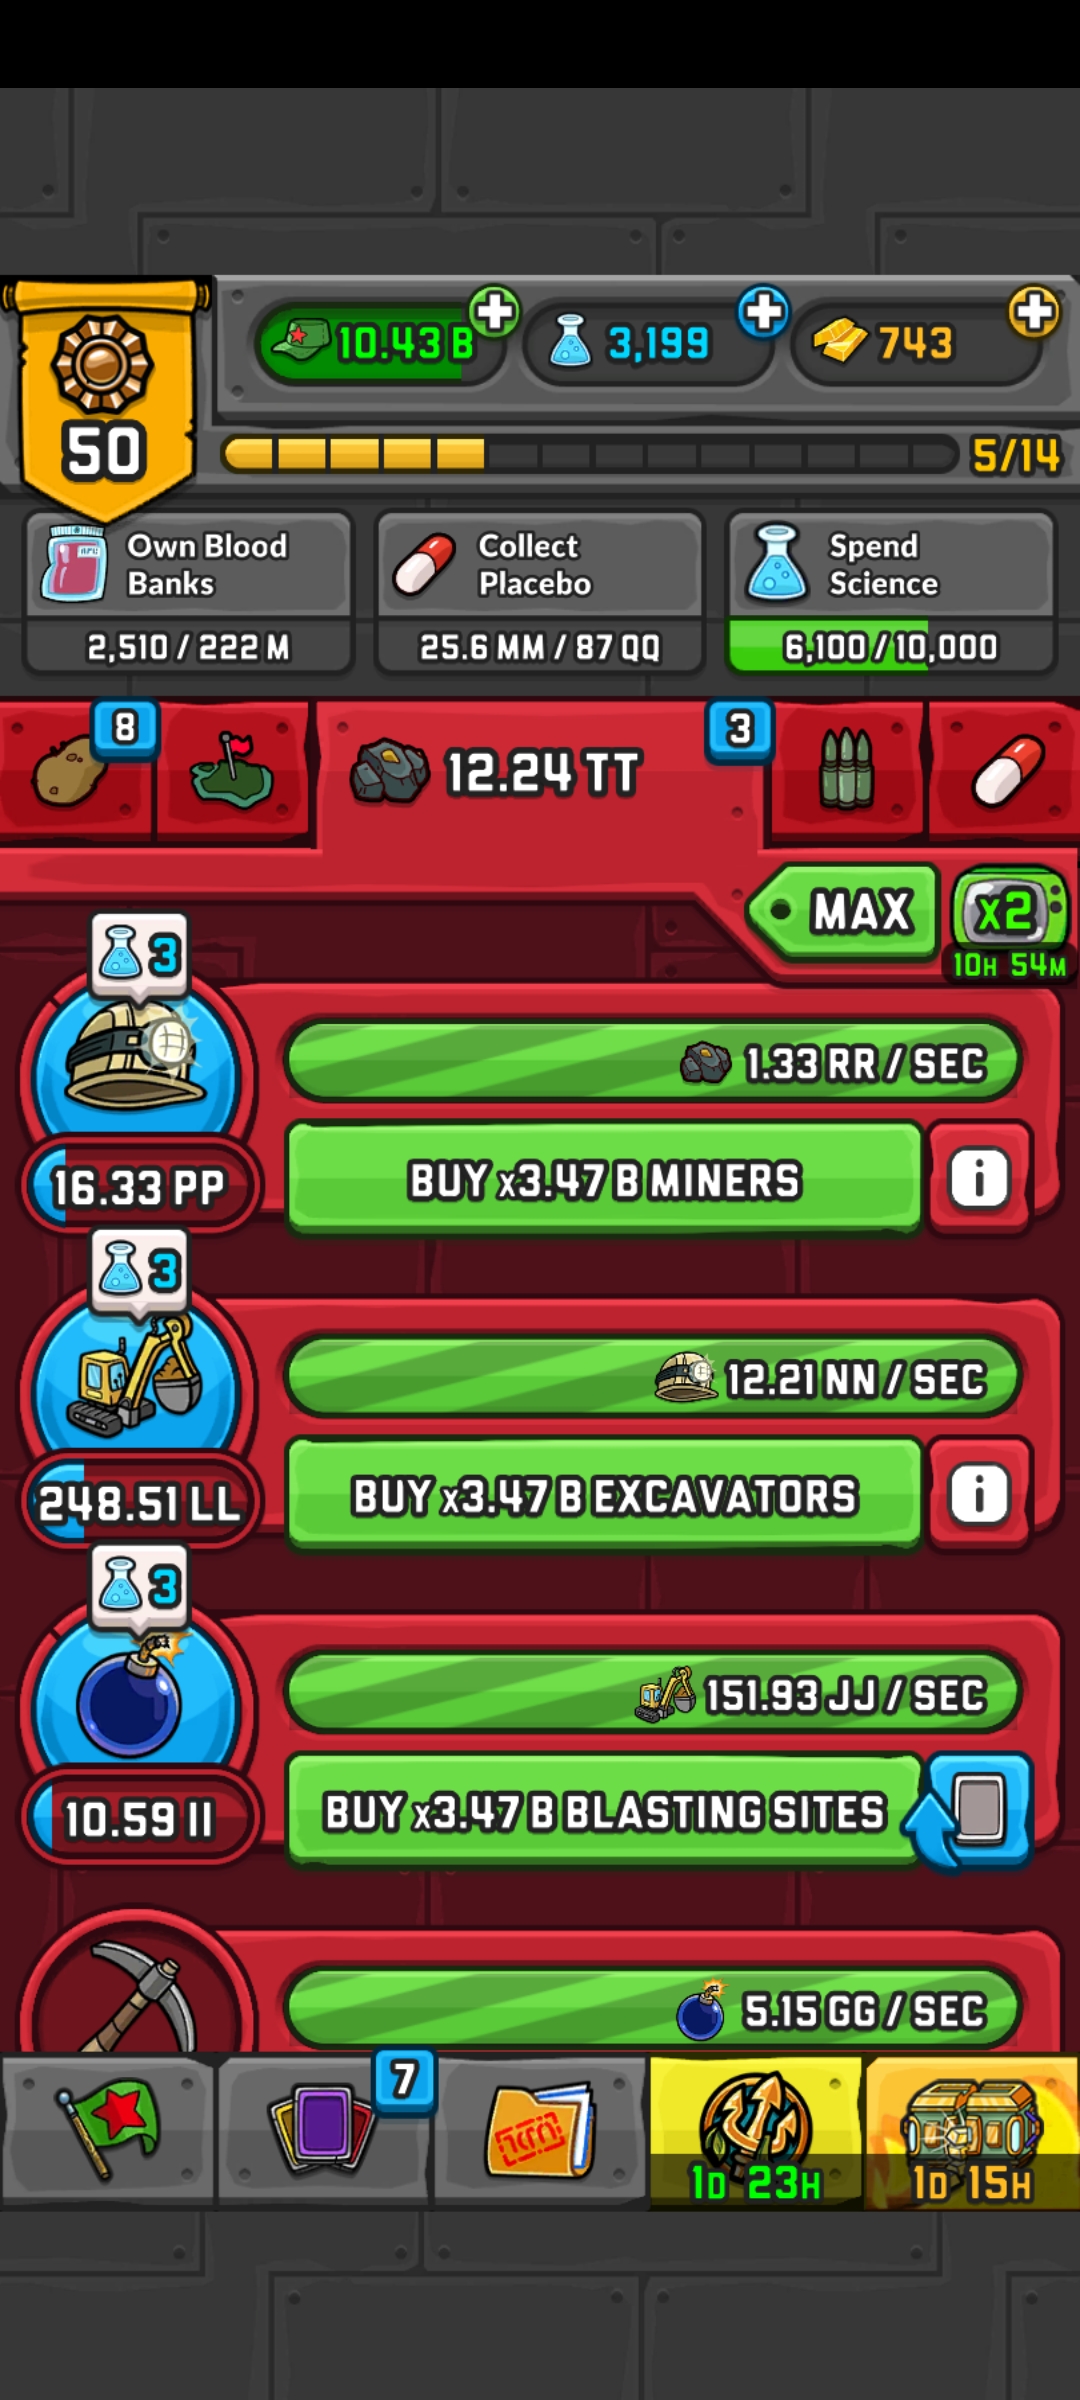 10.43 B
3,199
743
50
5/14
Own Blood
Banks
2,510 / 222 M
Collect
Placebo
25.6 MM / 87 QQ
Spend
Science
6,100 / 10,000
8
12.24 TT
3
MAX
x2
10H 54M
3
1.33 RR / SEC
16.33 PP
BUY x3.47 B MINERS
i
3
12.21 NN / SEC
248.51 LL
BUY x3.47 B EXCAVATORS
i
3
151.93 JJ / SEC
10.59 II
BUY x3.47 B BLASTING SITES
5.15 GG / SEC
7
1D 23H
1D 15H